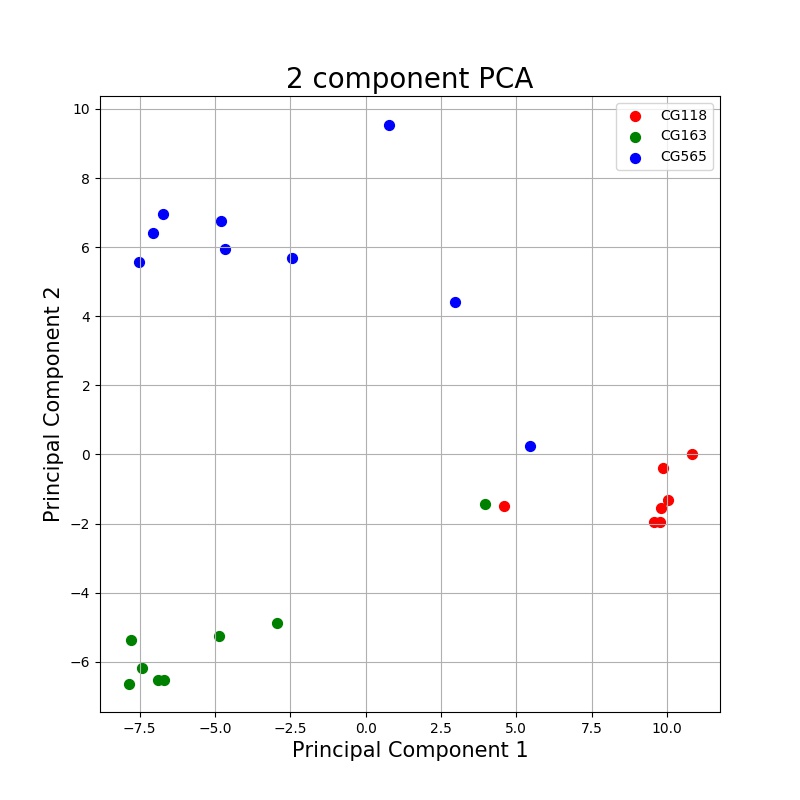 2 component PCA
CG118
CG163
CG565
Principal Component 2
10
8
6
4
2
0
−2
−4
−6
−7.5 −5.0 −2.5 0.0 2.5 5.0 7.5 10.0
Principal Component 1